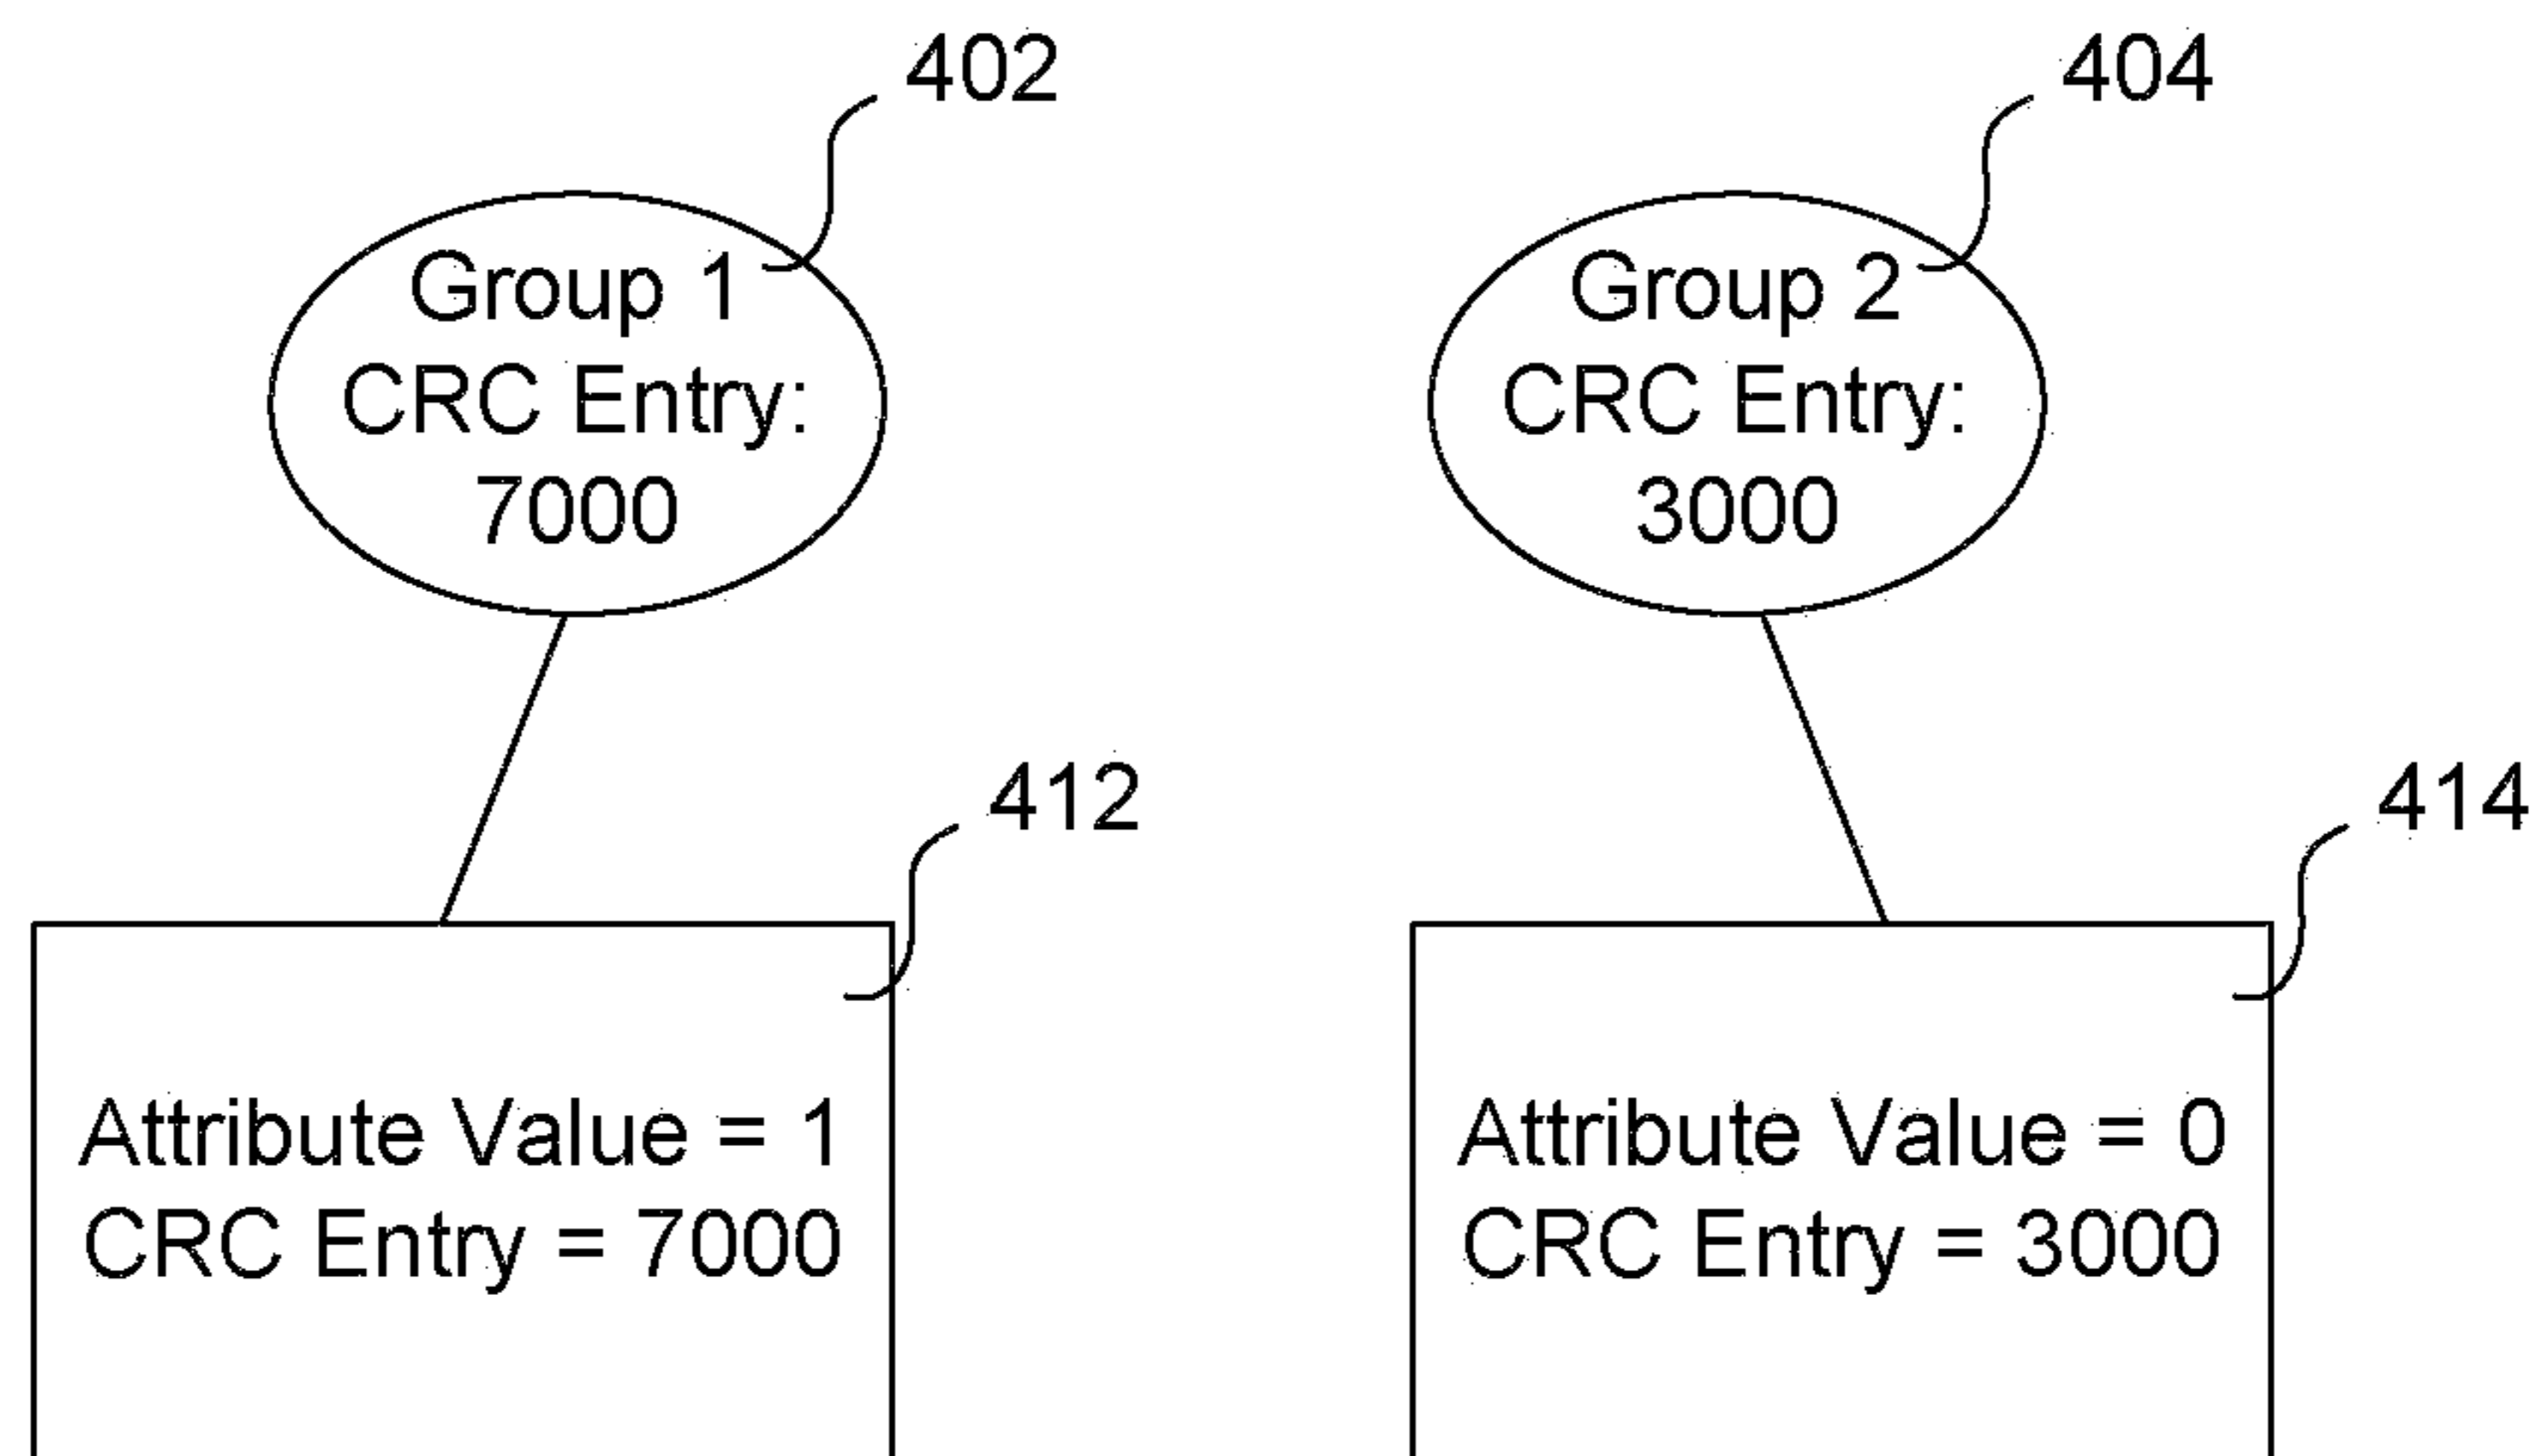 402
404
Group 1
CRC Entry:
7000
Group 2
CRC Entry:
3000
412
414
Attribute Value = 1
CRC Entry = 7000
Attribute Value = 0
CRC Entry = 3000